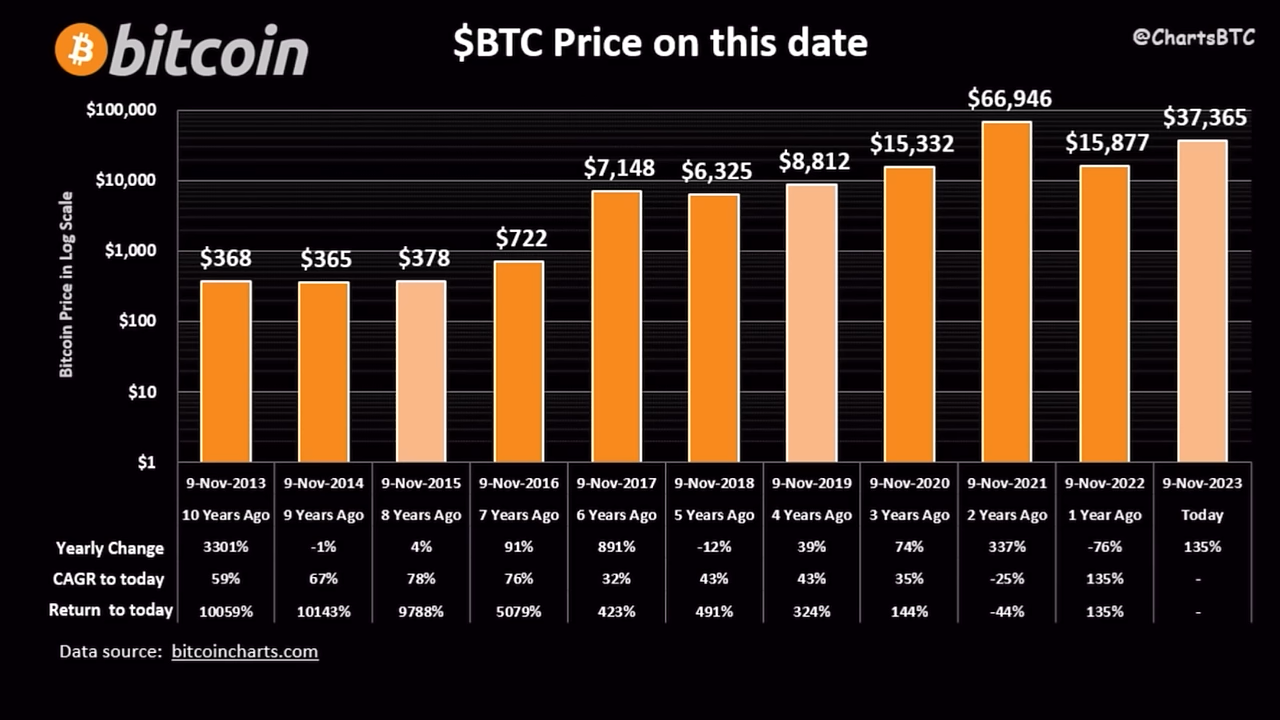 bitcoin
$BTC Price on this date
@ChartsBTC
Bitcoin Price in Log Scale
$100,000
$10,000
$1,000
$100
$10
$1
$368 $365 $378 $722 $7,148 $6,325 $8,812 $15,332 $66,946 $15,877 $37,365
9-Nov-2013 9-Nov-2014 9-Nov-2015 9-Nov-2016 9-Nov-2017 9-Nov-2018 9-Nov-2019 9-Nov-2020 9-Nov-2021 9-Nov-2022 9-Nov-2023
10 Years Ago 9 Years Ago 8 Years Ago 7 Years Ago 6 Years Ago 5 Years Ago 4 Years Ago 3 Years Ago 2 Years Ago 1 Year Ago Today
Yearly Change 3301% -1% 4% 91% 891% -12% 39% 74% 337% -76% 135%
CAGR to today 59% 67% 78% 76% 32% 43% 43% 35% -25% 135% -
Return to today 10059% 10143% 9788% 5079% 423% 491% 324% 144% -44% 135% -
Data source: bitcoincharts.com